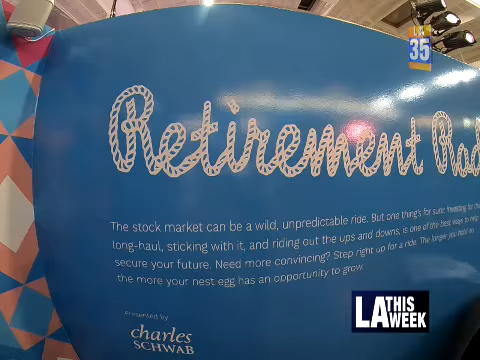 LA
35
Retirement
The stock market can be a wild, unpredictable ride. But one thing's for sure: Investing for the
long-haul, sticking with it, and riding out the ups and downs, is one of the best ways to help
secure your future. Need more convincing? Step right up for a ride. The longer you hold on
the more your nest egg has an opportunity to grow.
Presented by
charles
SCHWAB
LA THIS
WEEK